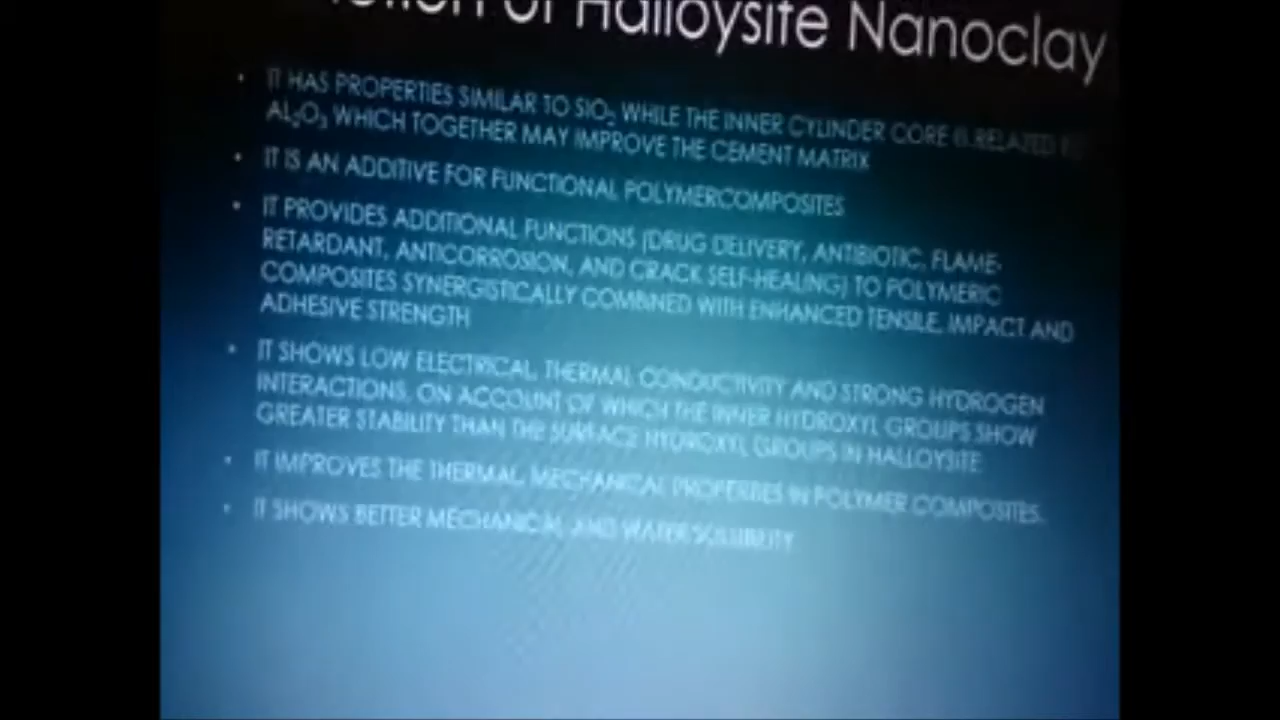 of Halloysite Nanoclay
• IT HAS PROPERTIES SIMILAR TO SIO₂ WHILE THE INNER CYLINDER CORE IS RELATED
AL₂O₃ WHICH TOGETHER MAY IMPROVE THE CEMENT MATRIX
• IT IS AN ADDITIVE FOR FUNCTIONAL POLYMERCOMPOSITES
• IT PROVIDES ADDITIONAL FUNCTIONS (DRUG DELIVERY, ANTIBIOTIC, FLAME-
RETARDANT, ANTICORROSION, AND CRACK SELF-HEALING) TO POLYMERIC
COMPOSITES SYNERGISTICALLY COMBINED WITH ENHANCED TENSILE, IMPACT AND
ADHESIVE STRENGTH
• IT SHOWS LOW ELECTRICAL, THERMAL CONDUCTIVITY AND STRONG HYDROGEN
INTERACTIONS, ON ACCOUNT OF WHICH THE INNER HYDROXYL GROUPS SHOW
GREATER STABILITY THAN THE SURFACE HYDROXYL GROUPS IN HALLOYSITE
• IT IMPROVES THE THERMAL, MECHANICAL PROPERTIES IN POLYMER COMPOSITES.
• IT SHOWS BETTER MECHANICAL AND WATER SOLUBILITY